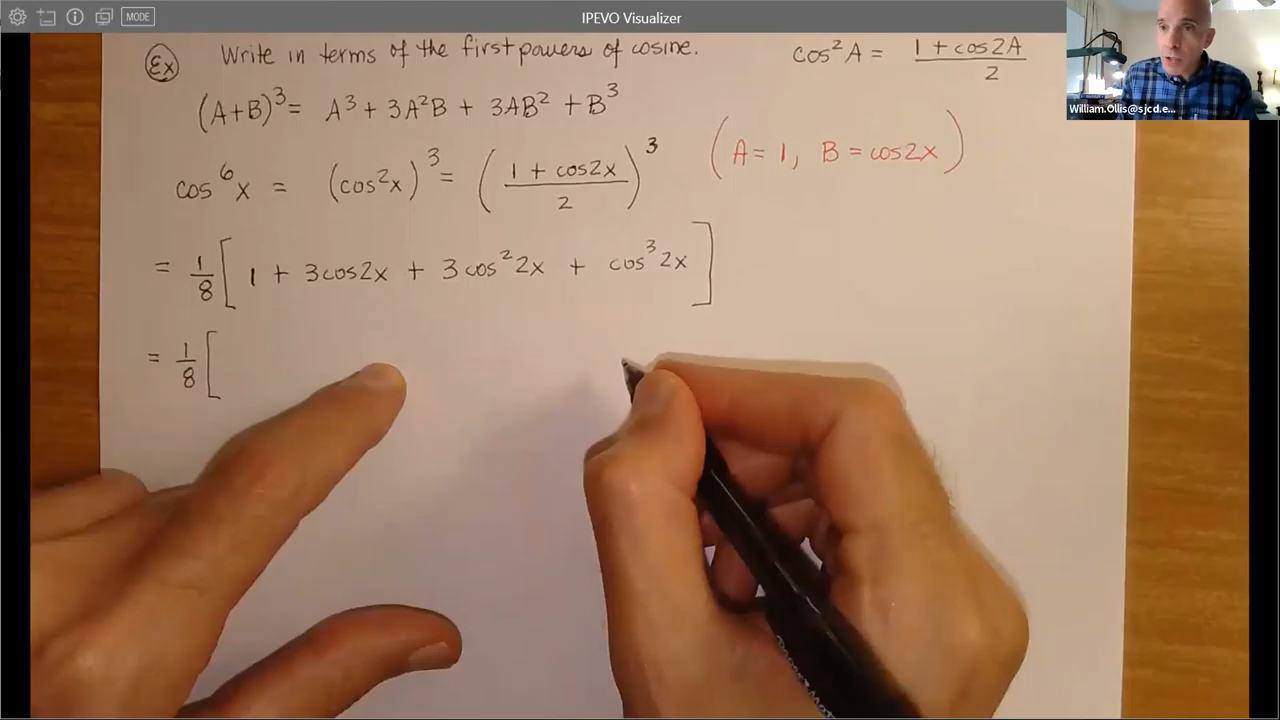 MODE
IPEVO Visualizer
Ex Write in terms of the first powers of cosine. cos²A = (1 + cos2A)/2
(A+B)³ = A³ + 3A²B + 3AB² + B³
William.Ollis@sjcd.e...
cos⁶x = (cos²x)³ = ((1 + cos2x)/2)³ (A = 1, B = cos2x)
= 1/8 [ 1 + 3cos2x + 3cos²2x + cos³2x ]
= 1/8 [